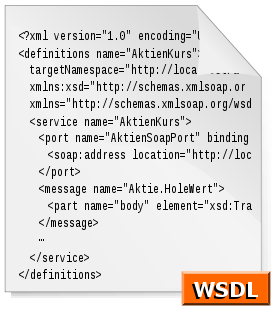 <?xml version="1.0" encoding="
<definitions name="AktienKurs"
targetNamespace="http://loca
xmlns:xsd="http://schemas.xmlsoap.or
xmlns="http://schemas.xmlsoap.org/wsd
<service name="AktienKurs">
<port name="AktienSoapPort" binding
<soap:address location="http://loc
</port>
<message name="Aktie.HoleWert">
<part name="body" element="xsd:Tra
</message>
…
</service>
</definitions>
WSDL